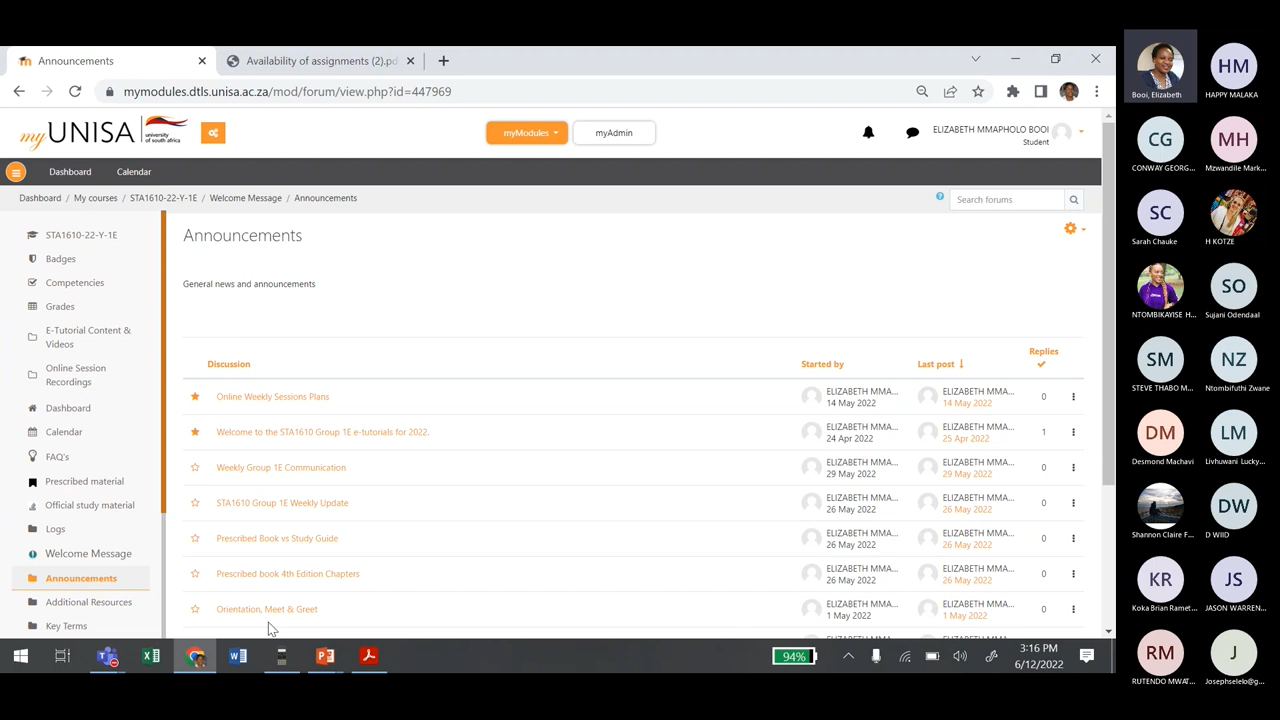 Announcements
Availability of assignments (2).pd
mymodules.dtls.unisa.ac.za/mod/forum/view.php?id=447969
myUNISA
university
of south africa
myModules
myAdmin
ELIZABETH MMAPHOLO BOOI
Student
Dashboard
Calendar
Dashboard / My courses / STA1610-22-Y-1E / Welcome Message / Announcements
Search forums
STA1610-22-Y-1E
Badges
Competencies
Grades
E-Tutorial Content &
Videos
Online Session
Recordings
Dashboard
Calendar
FAQ's
Prescribed material
Official study material
Logs
Welcome Message
Announcements
Additional Resources
Key Terms
Announcements
General news and announcements
Discussion
Started by
Last post ↓
Replies
Online Weekly Sessions Plans
ELIZABETH MMA...
14 May 2022
ELIZABETH MMA...
14 May 2022
0
Welcome to the STA1610 Group 1E e-tutorials for 2022.
ELIZABETH MMA...
24 Apr 2022
ELIZABETH MMA...
25 Apr 2022
1
Weekly Group 1E Communication
ELIZABETH MMA...
29 May 2022
ELIZABETH MMA...
29 May 2022
0
STA1610 Group 1E Weekly Update
ELIZABETH MMA...
26 May 2022
ELIZABETH MMA...
26 May 2022
0
Prescribed Book vs Study Guide
ELIZABETH MMA...
26 May 2022
ELIZABETH MMA...
26 May 2022
0
Prescribed book 4th Edition Chapters
ELIZABETH MMA...
26 May 2022
ELIZABETH MMA...
26 May 2022
0
Orientation, Meet & Greet
ELIZABETH MMA...
1 May 2022
ELIZABETH MMA...
1 May 2022
0
94%
3:16 PM
6/12/2022
Booi, Elizabeth
HM
HAPPY MALAKA
CG
CONWAY GEORG...
MH
Mzwandile Mark...
SC
Sarah Chauke
H KOTZE
NTOMBIKAYISE H...
SO
Sujani Odendaal
SM
STEVE THABO M...
NZ
Ntombifuthi Zwane
DM
Desmond Machavi
LM
Livhuwani Lucky...
Shannon Claire F...
DW
D WIID
KR
Koka Brian Ramet...
JS
JASON WARREN...
RM
RUTENDO MWAT...
J
Josephselelo@g...